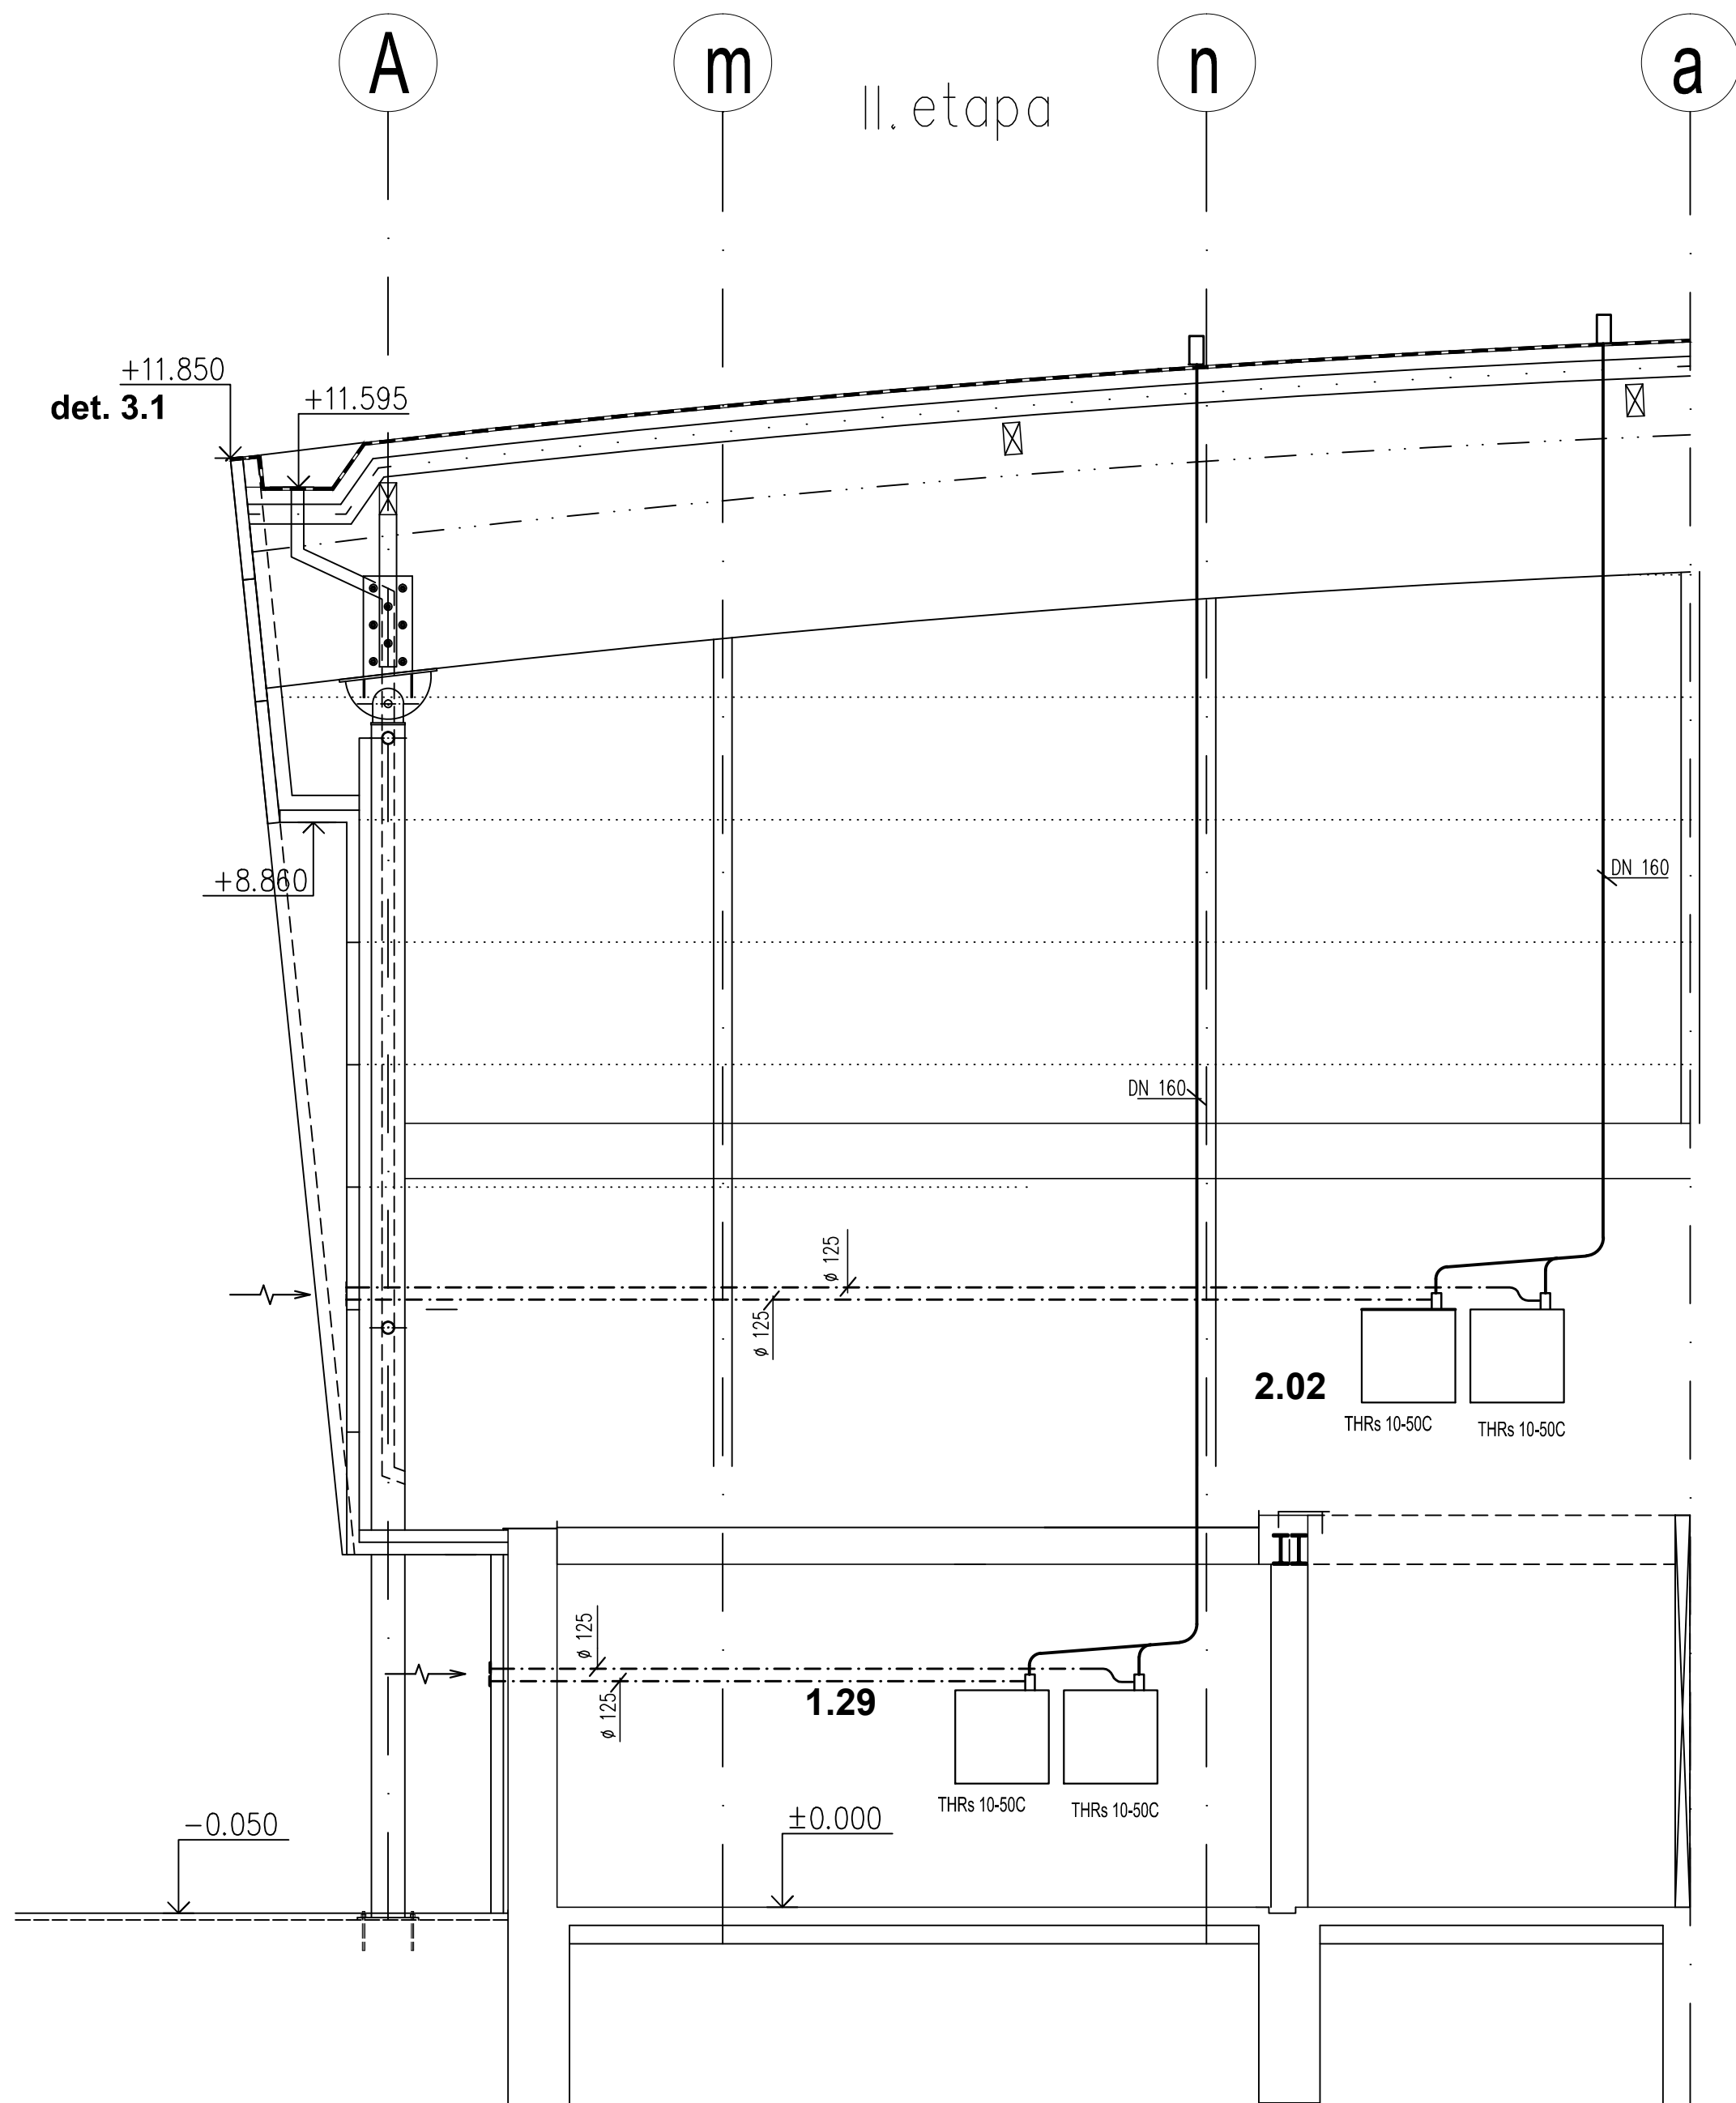 A m n a
II. etapa
+11.850
det. 3.1
+11.595
+8.860
DN 160
DN 160
ø 125
ø 125
2.02
THRs 10-50C
THRs 10-50C
II
ø 125
ø 125
1.29
THRs 10-50C
THRs 10-50C
±0.000
-0.050